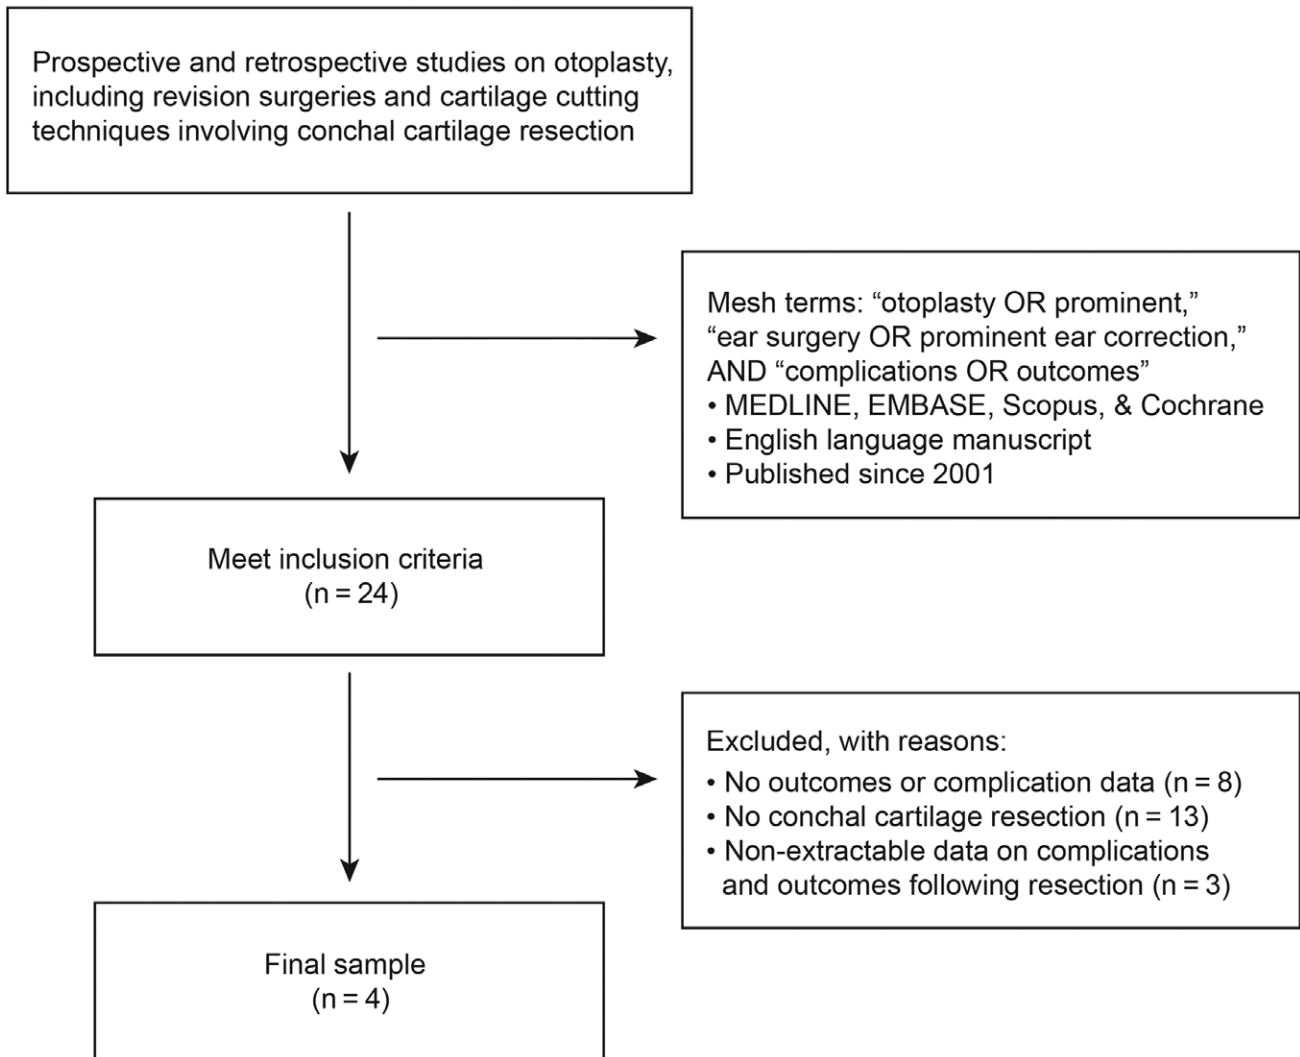 Prospective and retrospective studies on otoplasty,
including revision surgeries and cartilage cutting
techniques involving conchal cartilage resection
Mesh terms: “otoplasty OR prominent,”
“ear surgery OR prominent ear correction,”
AND “complications OR outcomes”
• MEDLINE, EMBASE, Scopus, & Cochrane
• English language manuscript
• Published since 2001
Meet inclusion criteria
(n = 24)
Excluded, with reasons:
• No outcomes or complication data (n = 8)
• No conchal cartilage resection (n = 13)
• Non-extractable data on complications
and outcomes following resection (n = 3)
Final sample
(n = 4)